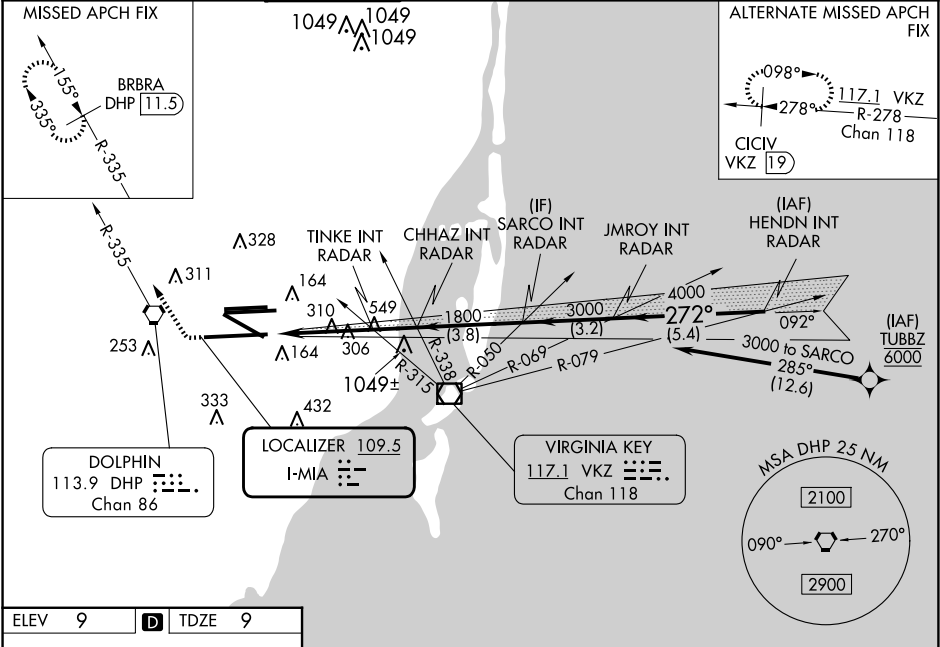 MISSED APCH FIX
BRBRA
DHP 11.5
155°
335°
R-335
1049
1049
1049
ALTERNATE MISSED APCH
FIX
098°
278°
117.1 VKZ
R-278
Chan 118
CICIV
VKZ 19
R-335
328
311
164
310
549
253
164
306
1049±
333
432
TINKE INT
RADAR
CHHAZ INT
RADAR
(IF)
SARCO INT
RADAR
JMROY INT
RADAR
(IAF)
HENDN INT
RADAR
1800
(3.8)
3000
(3.2)
4000
272°
(5.4)
092°
R-315
R-338
R-050
R-069
R-079
3000 to SARCO
285°
(12.6)
(IAF)
TUBBZ
6000
DOLPHIN
113.9 DHP
Chan 86
LOCALIZER 109.5
I-MIA
VIRGINIA KEY
117.1 VKZ
Chan 118
MSA DHP 25 NM
2100
090°
270°
2900
ELEV 9 D TDZE 9